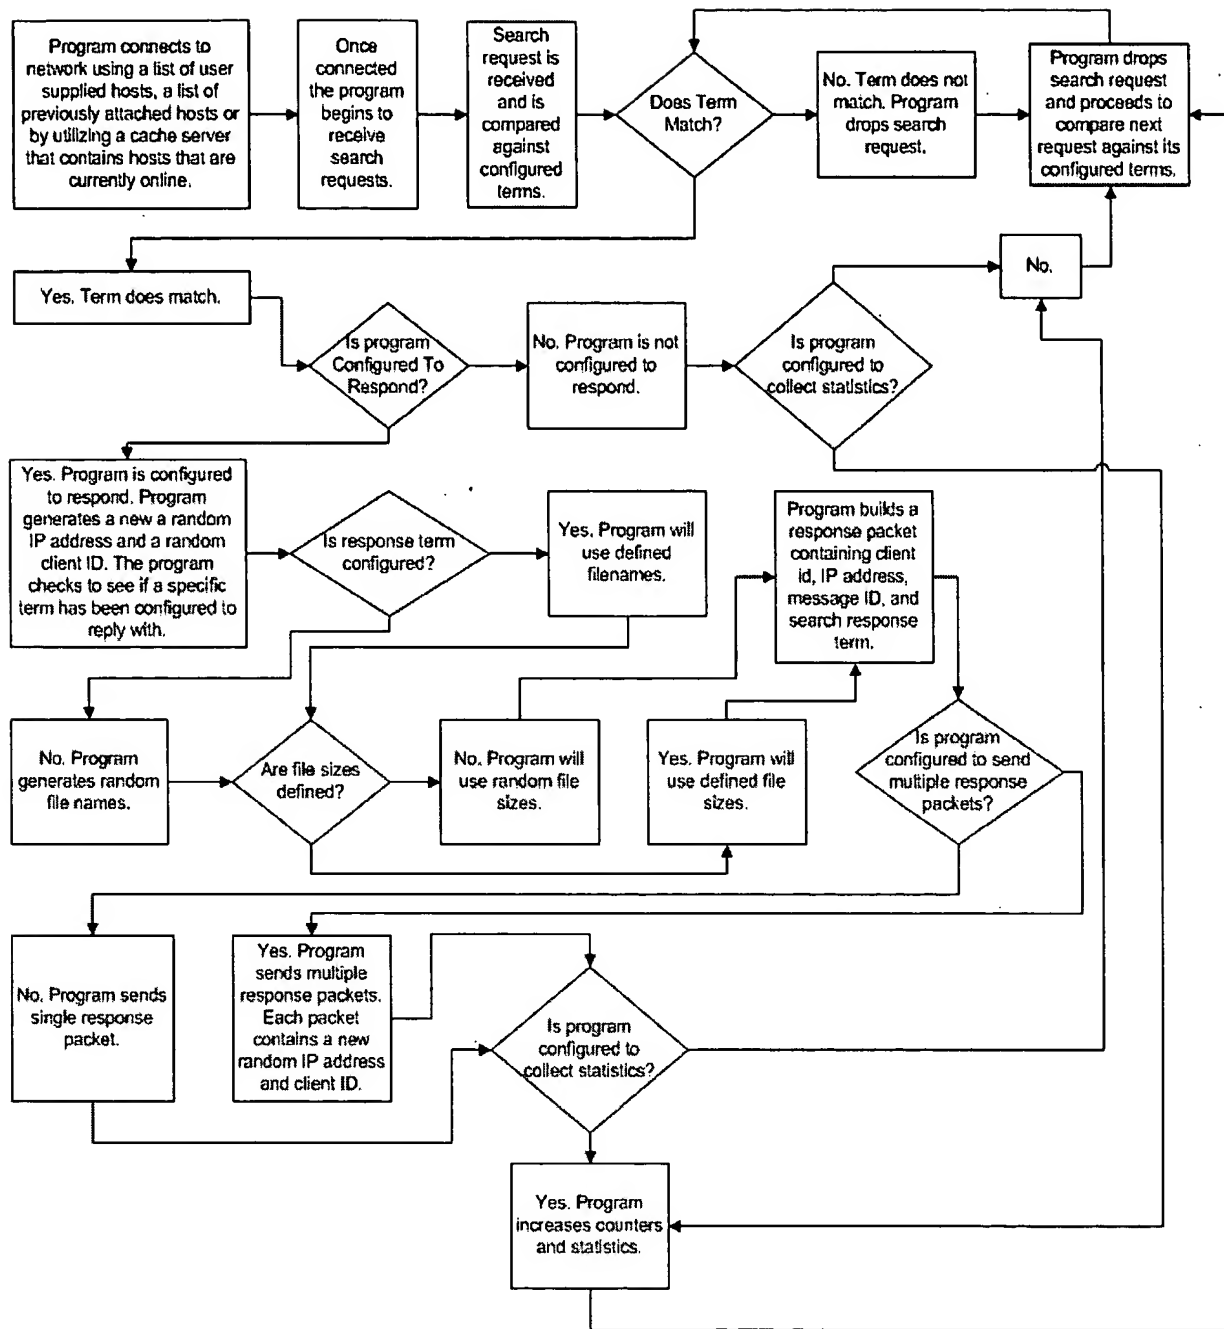 Program connects to
network using a list of user
supplied hosts, a list of
previously attached hosts or
by utilizing a cache server
that contains hosts that are
currently online.
Once
connected
the program
begins to
receive
search
requests.
Search
request is
received
and is
compared
against
configured
terms.
Does Term
Match?
No. Term does not
match. Program
drops search
request.
Program drops
search request
and proceeds to
compare next
request against its
configured terms.
Yes. Term does match.
Is program
Configured To
Respond?
No. Program is not
configured to
respond.
Is program
configured to
collect statistics?
No.
Yes. Program is configured
to respond. Program
generates a new a random
IP address and a random
client ID. The program
checks to see if a specific
term has been configured to
reply with.
Is response term
configured?
Yes. Program will
use defined
filenames.
Program builds a
response packet
containing client
id, IP address,
message ID, and
search response
term.
No. Program
generates random
file names.
Are file sizes
defined?
No. Program will
use random file
sizes.
Yes. Program will
use defined file
sizes.
Is program
configured to send
multiple response
packets?
No. Program sends
single response
packet.
Yes. Program
sends multiple
response packets.
Each packet
contains a new
random IP address
and client ID.
Is program
configured to
collect statistics?
Yes. Program
increases counters
and statistics.